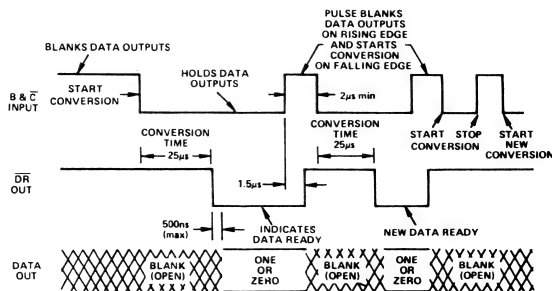 PULSE BLANKS
DATA OUTPUTS
ON RISING EDGE
AND STARTS
CONVERSION
ON FALLING EDGE
BLANKS DATA OUTPUTS
B & C̅
INPUT
START
CONVERSION
HOLDS DATA
OUTPUTS
2µs min
CONVERSION
TIME
25µs
CONVERSION
TIME
25µs
START
CONVERSION
STOP
START
NEW
CONVERSION
D̅R̅
OUT
1.5µs
500ns
(max)
INDICATES
DATA READY
NEW DATA READY
DATA
OUT
BLANK
(OPEN)
ONE
OR
ZERO
BLANK
(OPEN)
ONE
OR
ZERO
BLANK
(OPEN)